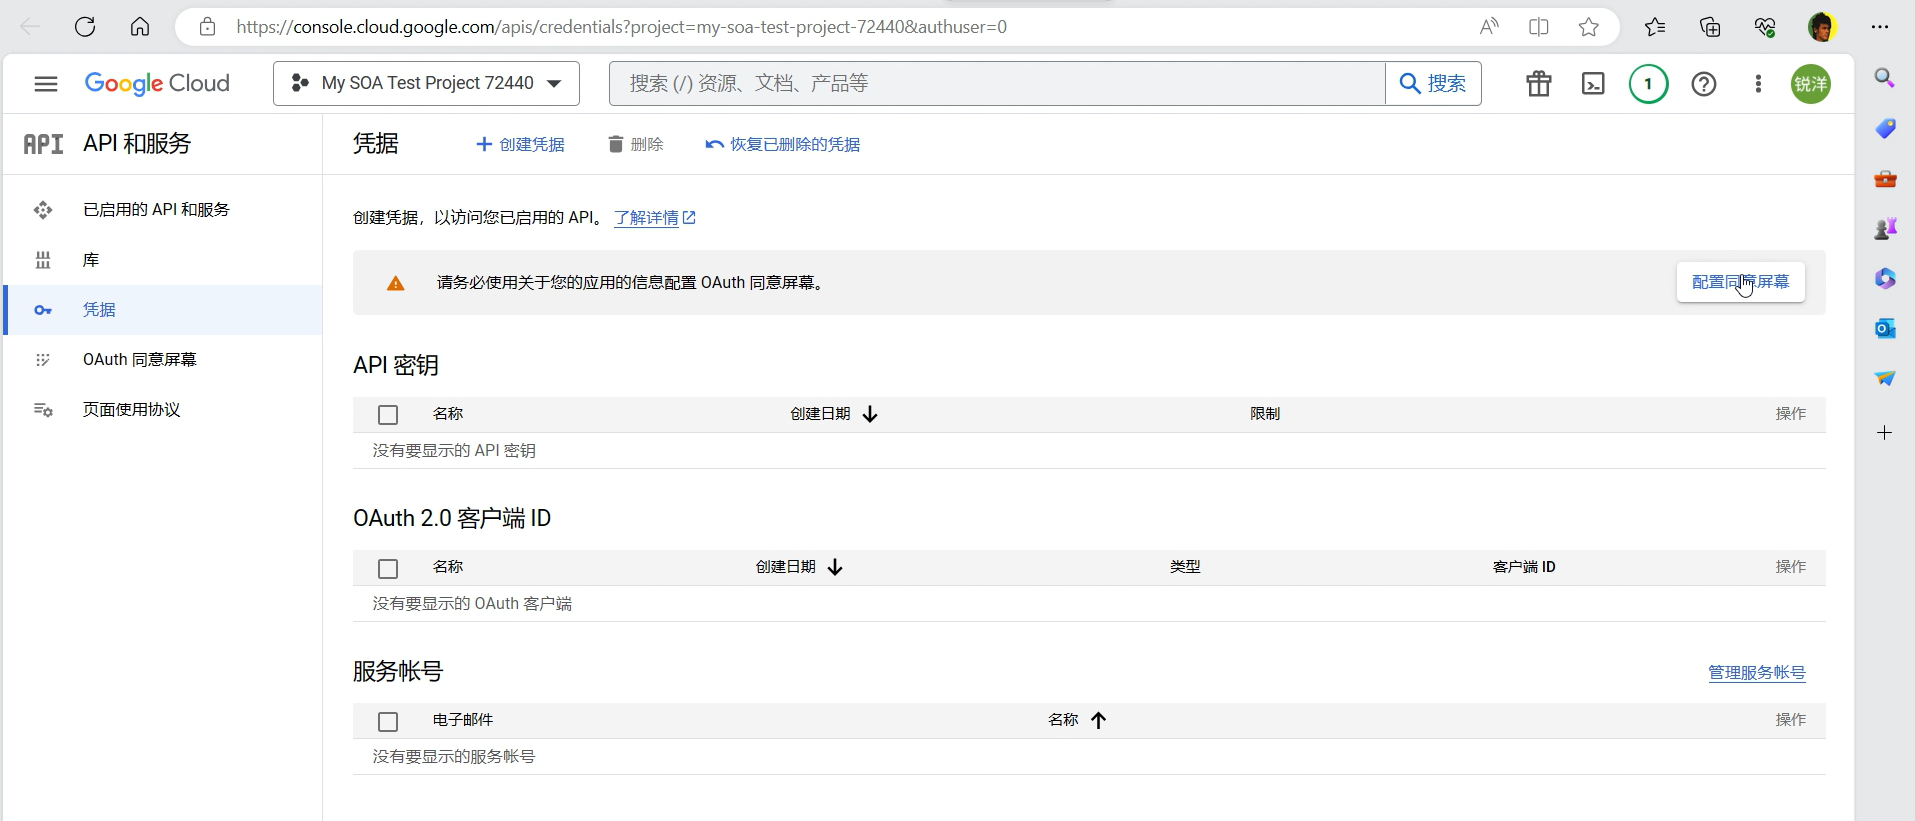 https://console.cloud.google.com/apis/credentials?project=my-soa-test-project-72440&authuser=0
Google Cloud
My SOA Test Project 72440
搜索 (/) 资源、文档、产品等
搜索
1
锐洋
API API 和服务
凭据
创建凭据
删除
恢复已删除的凭据
已启用的 API 和服务
库
凭据
OAuth 同意屏幕
页面使用协议
创建凭据，以访问您已启用的 API。 了解详情
请务必使用关于您的应用的信息配置 OAuth 同意屏幕。
配置同意屏幕
API 密钥
名称 创建日期 限制 操作
没有要显示的 API 密钥
OAuth 2.0 客户端 ID
名称 创建日期 类型 客户端 ID 操作
没有要显示的 OAuth 客户端
服务帐号
管理服务帐号
电子邮件 名称 操作
没有要显示的服务帐号